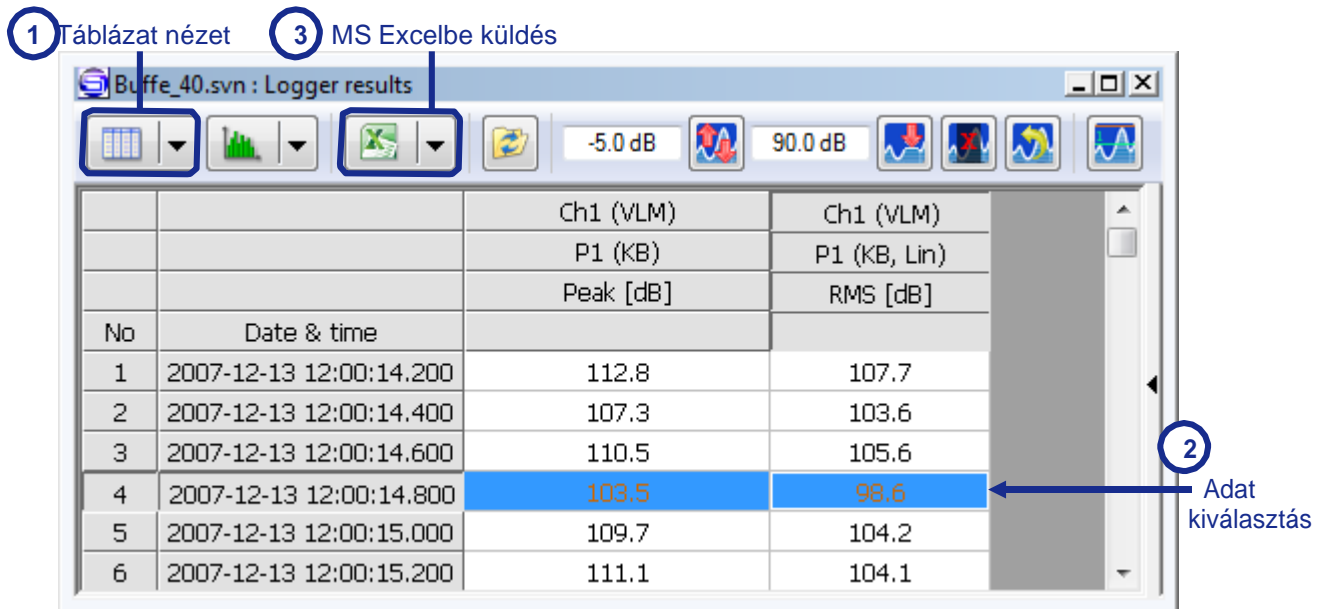 1 Táblázat nézet 3 MS Excelbe küldés
Buffe_40.svn : Logger results
-5.0 dB 90.0 dB
Ch1 (VLM) Ch1 (VLM)
P1 (KB) P1 (KB, Lin)
Peak [dB] RMS [dB]
No Date & time
1 2007-12-13 12:00:14.200 112.8 107.7
2 2007-12-13 12:00:14.400 107.3 103.6
3 2007-12-13 12:00:14.600 110.5 105.6
4 2007-12-13 12:00:14.800 103.5 98.6
5 2007-12-13 12:00:15.000 109.7 104.2
6 2007-12-13 12:00:15.200 111.1 104.1
2
Adat
kiválasztás